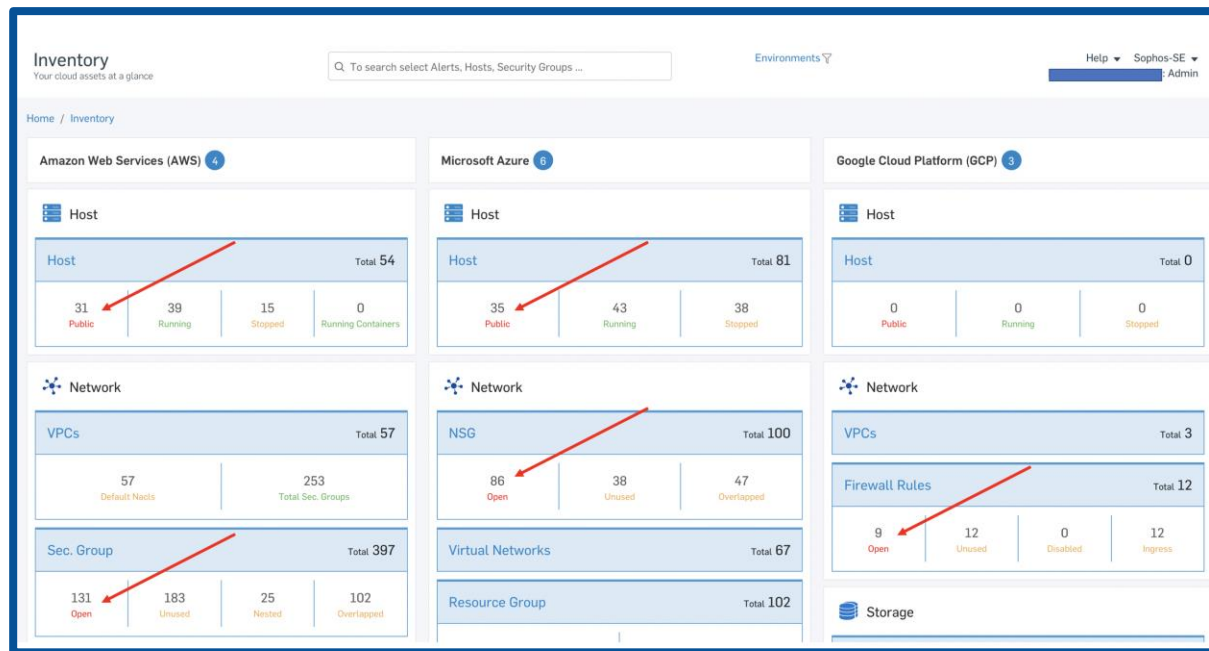 Inventory
Your cloud assets at a glance
To search select Alerts, Hosts, Security Groups ...
Environments
Help
Sophos-SE
: Admin
Home / Inventory
Amazon Web Services (AWS) 4
Host
Host Total 54
31 39 15 0
Public Running Stopped Running Containers
Network
VPCs Total 57
57 253
Default Nacls Total Sec. Groups
Sec. Group Total 397
131 183 25 102
Open Unused Nested Overlapped
Microsoft Azure 6
Host
Host Total 81
35 43 38
Public Running Stopped
Network
NSG Total 100
86 38 47
Open Unused Overlapped
Virtual Networks Total 67
Resource Group Total 102
Google Cloud Platform (GCP) 3
Host
Host Total 0
0 0 0
Public Running Stopped
Network
VPCs Total 3
Firewall Rules Total 12
9 12 0 12
Open Unused Disabled Ingress
Storage